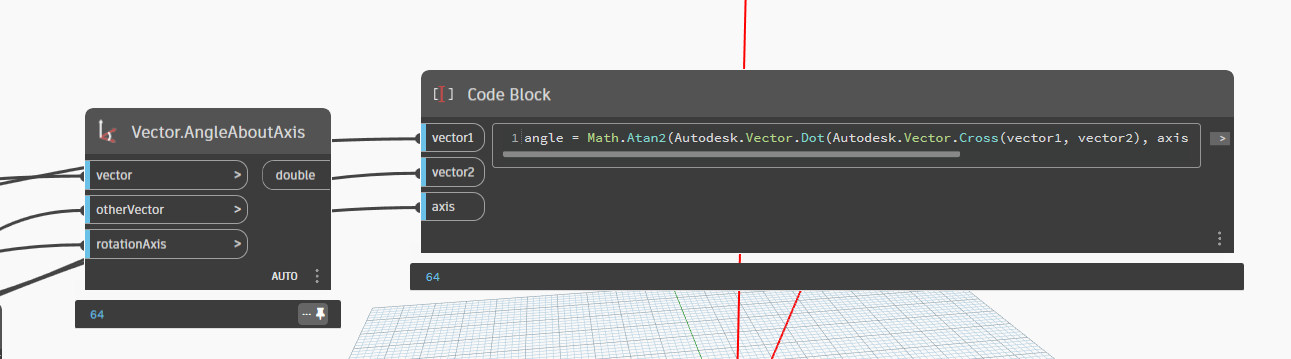 Code Block
Vector.AngleAboutAxis
vector1
1 angle = Math.Atan2(Autodesk.Vector.Dot(Autodesk.Vector.Cross(vector1, vector2), axis
>
vector >
double
vector2
otherVector >
axis
rotationAxis >
AUTO
64
64